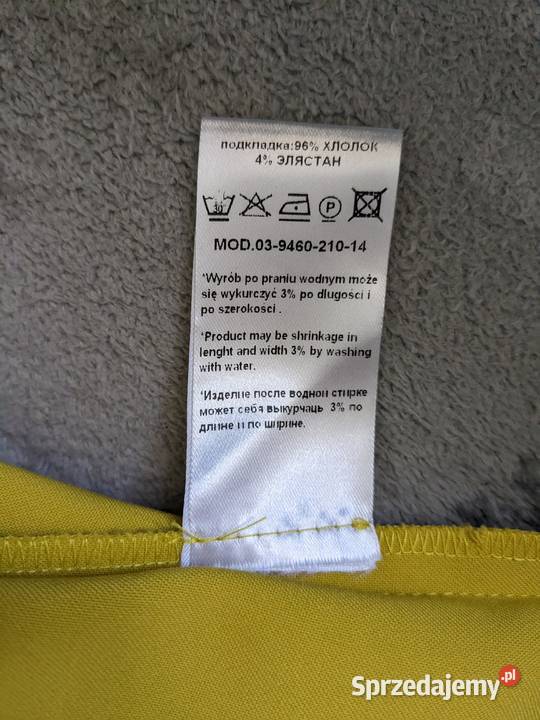 подкладка:96% ХЛОЛОК
4% ЭЛЯСТАН
30
P
MOD.03-9460-210-14
*Wyrób po praniu wodnym może
się wykurczyć 3% po długości i
po szerokości .
*Product may be shrinkage in
lenght and width 3% by washing
with water.
*Изделие после водной стирке
может себя выкурчаць 3% по
длине и по ширине.
Sprzedajemy.pl